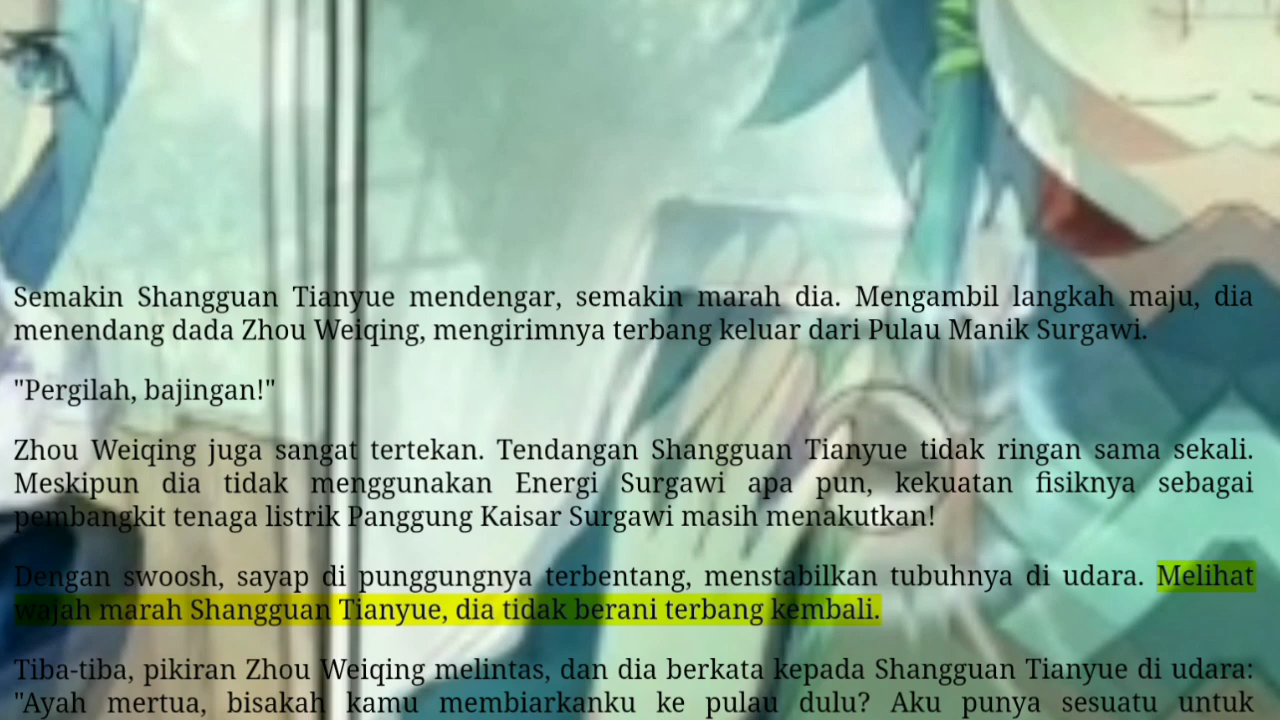 Semakin Shangguan Tianyue mendengar, semakin marah dia. Mengambil langkah maju, dia
menendang dada Zhou Weiqing, mengirimnya terbang keluar dari Pulau Manik Surgawi.
"Pergilah, bajingan!"
Zhou Weiqing juga sangat tertekan. Tendangan Shangguan Tianyue tidak ringan sama sekali.
Meskipun dia tidak menggunakan Energi Surgawi apa pun, kekuatan fisiknya sebagai
pembangkit tenaga listrik Panggung Kaisar Surgawi masih menakutkan!
Dengan swoosh, sayap di punggungnya terbentang, menstabilkan tubuhnya di udara. Melihat
wajah marah Shangguan Tianyue, dia tidak berani terbang kembali.
Tiba-tiba, pikiran Zhou Weiqing melintas, dan dia berkata kepada Shangguan Tianyue di udara:
"Ayah mertua, bisakah kamu membiarkanku ke pulau dulu? Aku punya sesuatu untuk